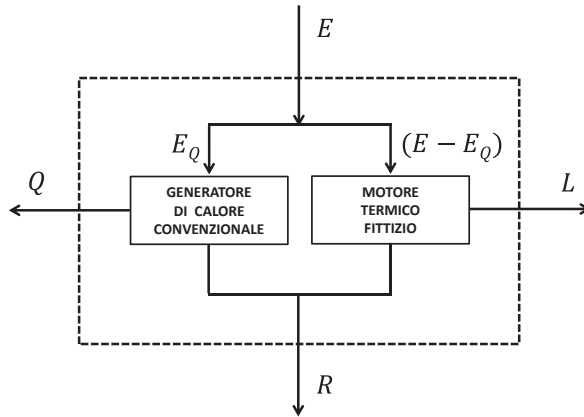 E
E_Q
(E − E_Q)
Q
GENERATORE
DI CALORE
CONVENZIONALE
MOTORE
TERMICO
FITTIZIO
L
R